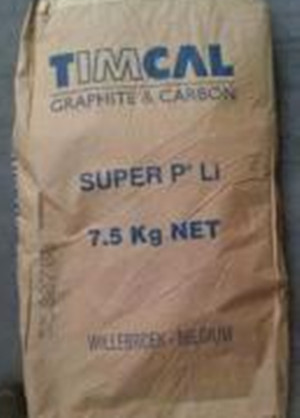 TIMCAL
GRAPHITE & CARBON
SUPER P® Li
7.5 Kg NET
WILLEBROEK - BELGIUM